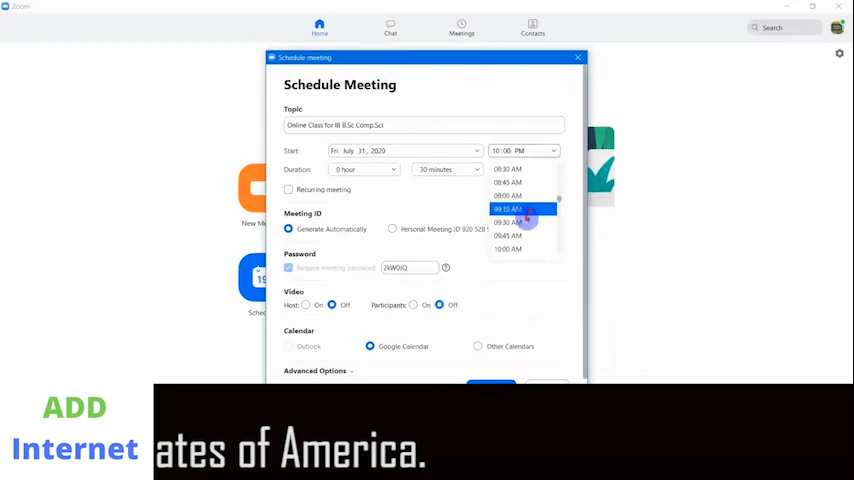 Zoom
Home
Chat
Meetings
Contacts
Search
Schedule meeting
Schedule Meeting
Topic
Online Class for III B.Sc Comp.Sci
Start: Fri July 31, 2020 10:00 PM
Duration: 0 hour 30 minutes
08:30 AM
08:45 AM
09:00 AM
09:15 AM
09:30 AM
09:45 AM
10:00 AM
Recurring meeting
Meeting ID
Generate Automatically
Personal Meeting ID 920 528
Password
Require meeting password
?
Video
Host: On Off Participants: On Off
Calendar
Outlook
Google Calendar
Other Calendars
Advanced Options
New Me
19
Sched
ADD
Internet
ates of America.